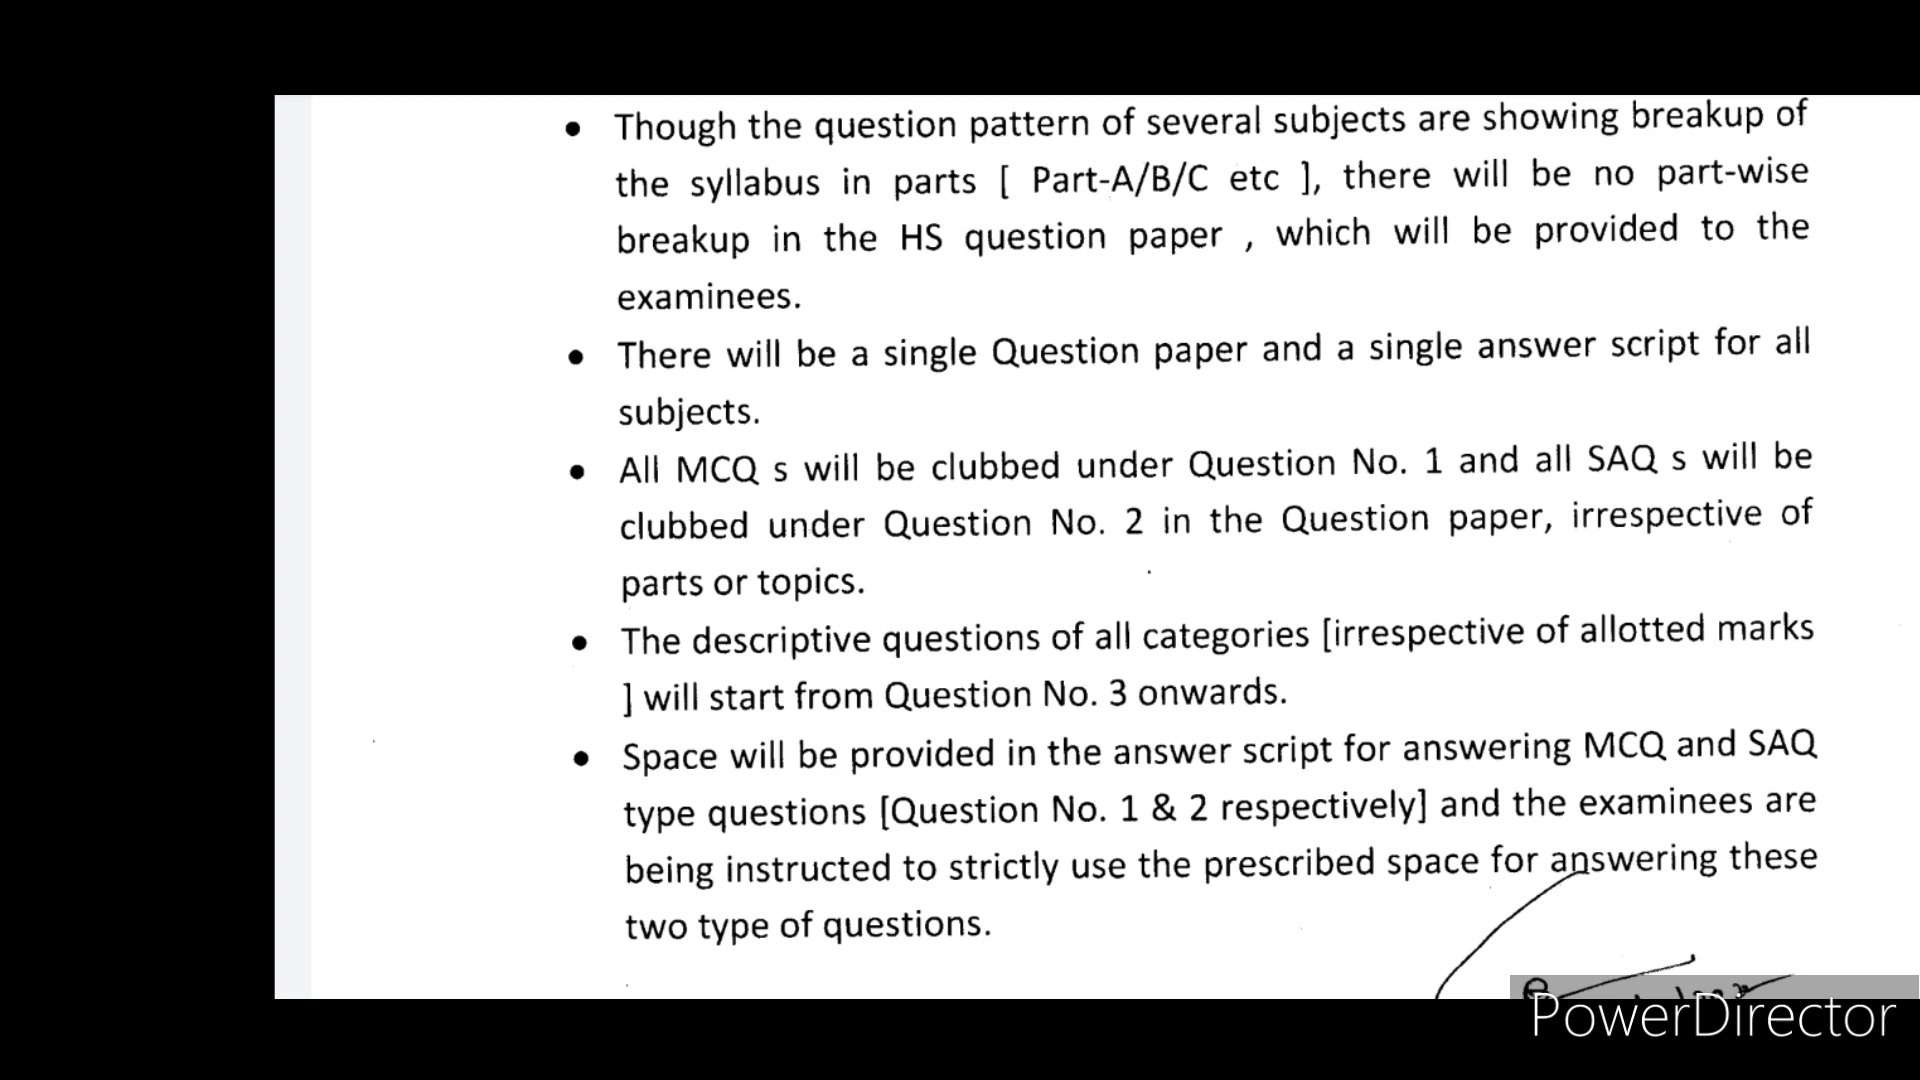 • Though the question pattern of several subjects are showing breakup of
the syllabus in parts [ Part-A/B/C etc ], there will be no part-wise
breakup in the HS question paper , which will be provided to the
examinees.
• There will be a single Question paper and a single answer script for all
subjects.
• All MCQ s will be clubbed under Question No. 1 and all SAQ s will be
clubbed under Question No. 2 in the Question paper, irrespective of
parts or topics.
• The descriptive questions of all categories [irrespective of allotted marks
] will start from Question No. 3 onwards.
• Space will be provided in the answer script for answering MCQ and SAQ
type questions [Question No. 1 & 2 respectively] and the examinees are
being instructed to strictly use the prescribed space for answering these
two type of questions.
PowerDirector